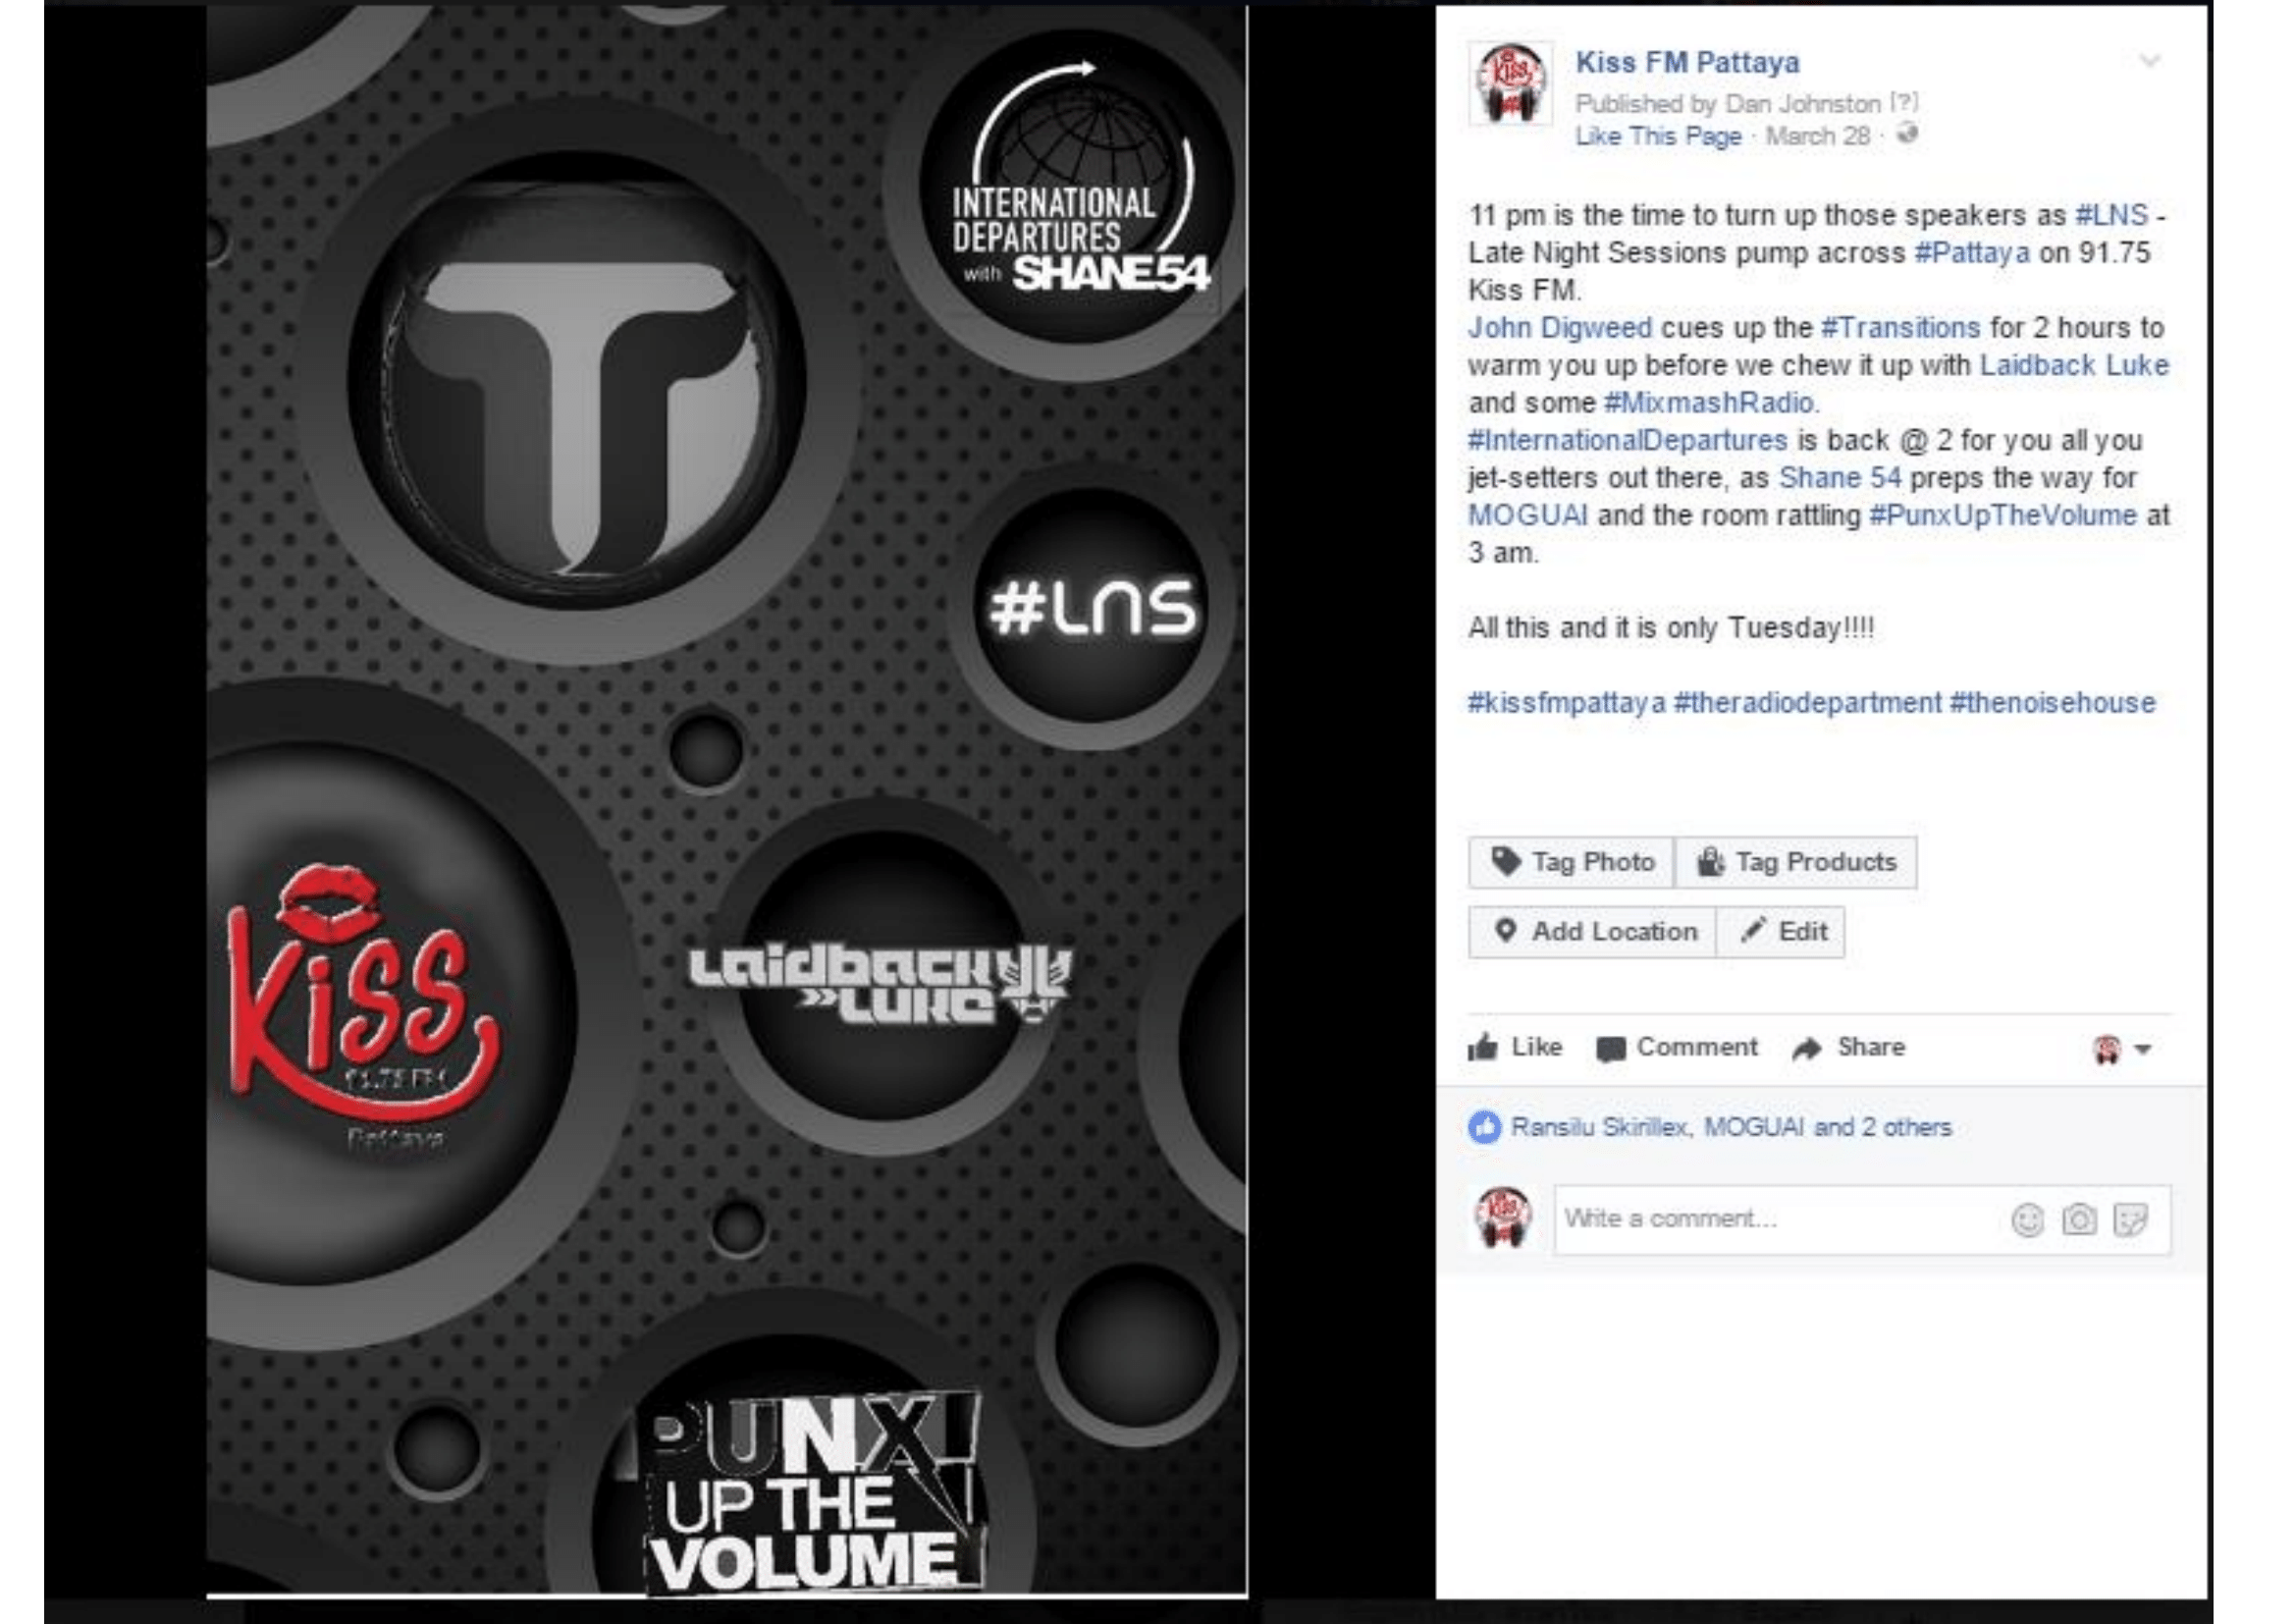 INTERNATIONAL
DEPARTURES
with SHANE54
T
#LNS
Kiss
91.75 FM
Pattaya
Laidback
LUKE
PUNX!
UP THE
VOLUME
Kiss FM Pattaya
Published by Dan Johnston [?]
Like This Page · March 28 ·
11 pm is the time to turn up those speakers as #LNS -
Late Night Sessions pump across #Pattaya on 91.75
Kiss FM.
John Digweed cues up the #Transitions for 2 hours to
warm you up before we chew it up with Laidback Luke
and some #MixmashRadio.
#InternationalDepartures is back @ 2 for you all you
jet-setters out there, as Shane 54 preps the way for
MOGUAI and the room rattling #PunxUpTheVolume at
3 am.
All this and it is only Tuesday!!!!
#kissfmpattaya #theradiodepartment #thenoisehouse
Tag Photo Tag Products
Add Location Edit
Like Comment Share
Ransilu Skirillex, MOGUAI and 2 others
Kiss
Write a comment...